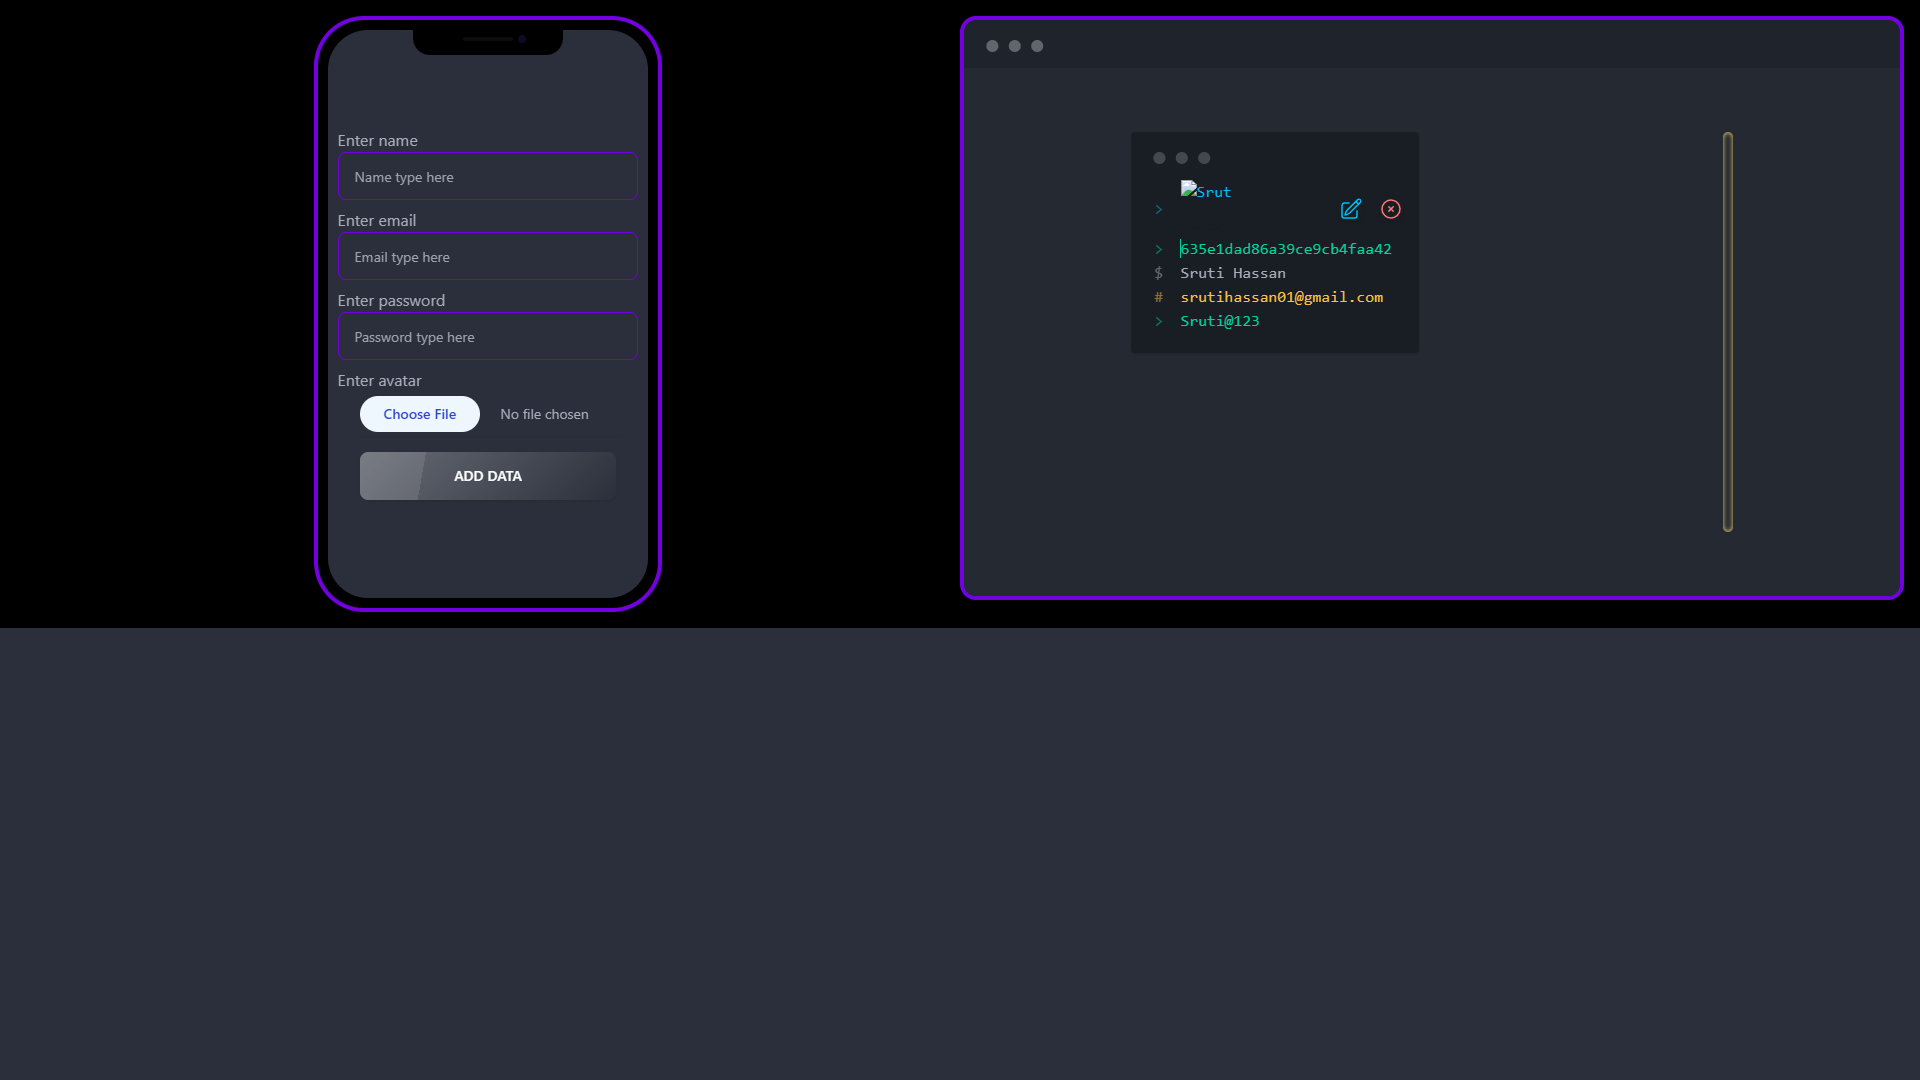 Enter name
Name type here
Enter email
Email type here
Enter password
Password type here
Enter avatar
Choose File No file chosen
ADD DATA
Srut
>
> 635e1dad86a39ce9cb4faa42
$ Sruti Hassan
# srutihassan01@gmail.com
> Sruti@123